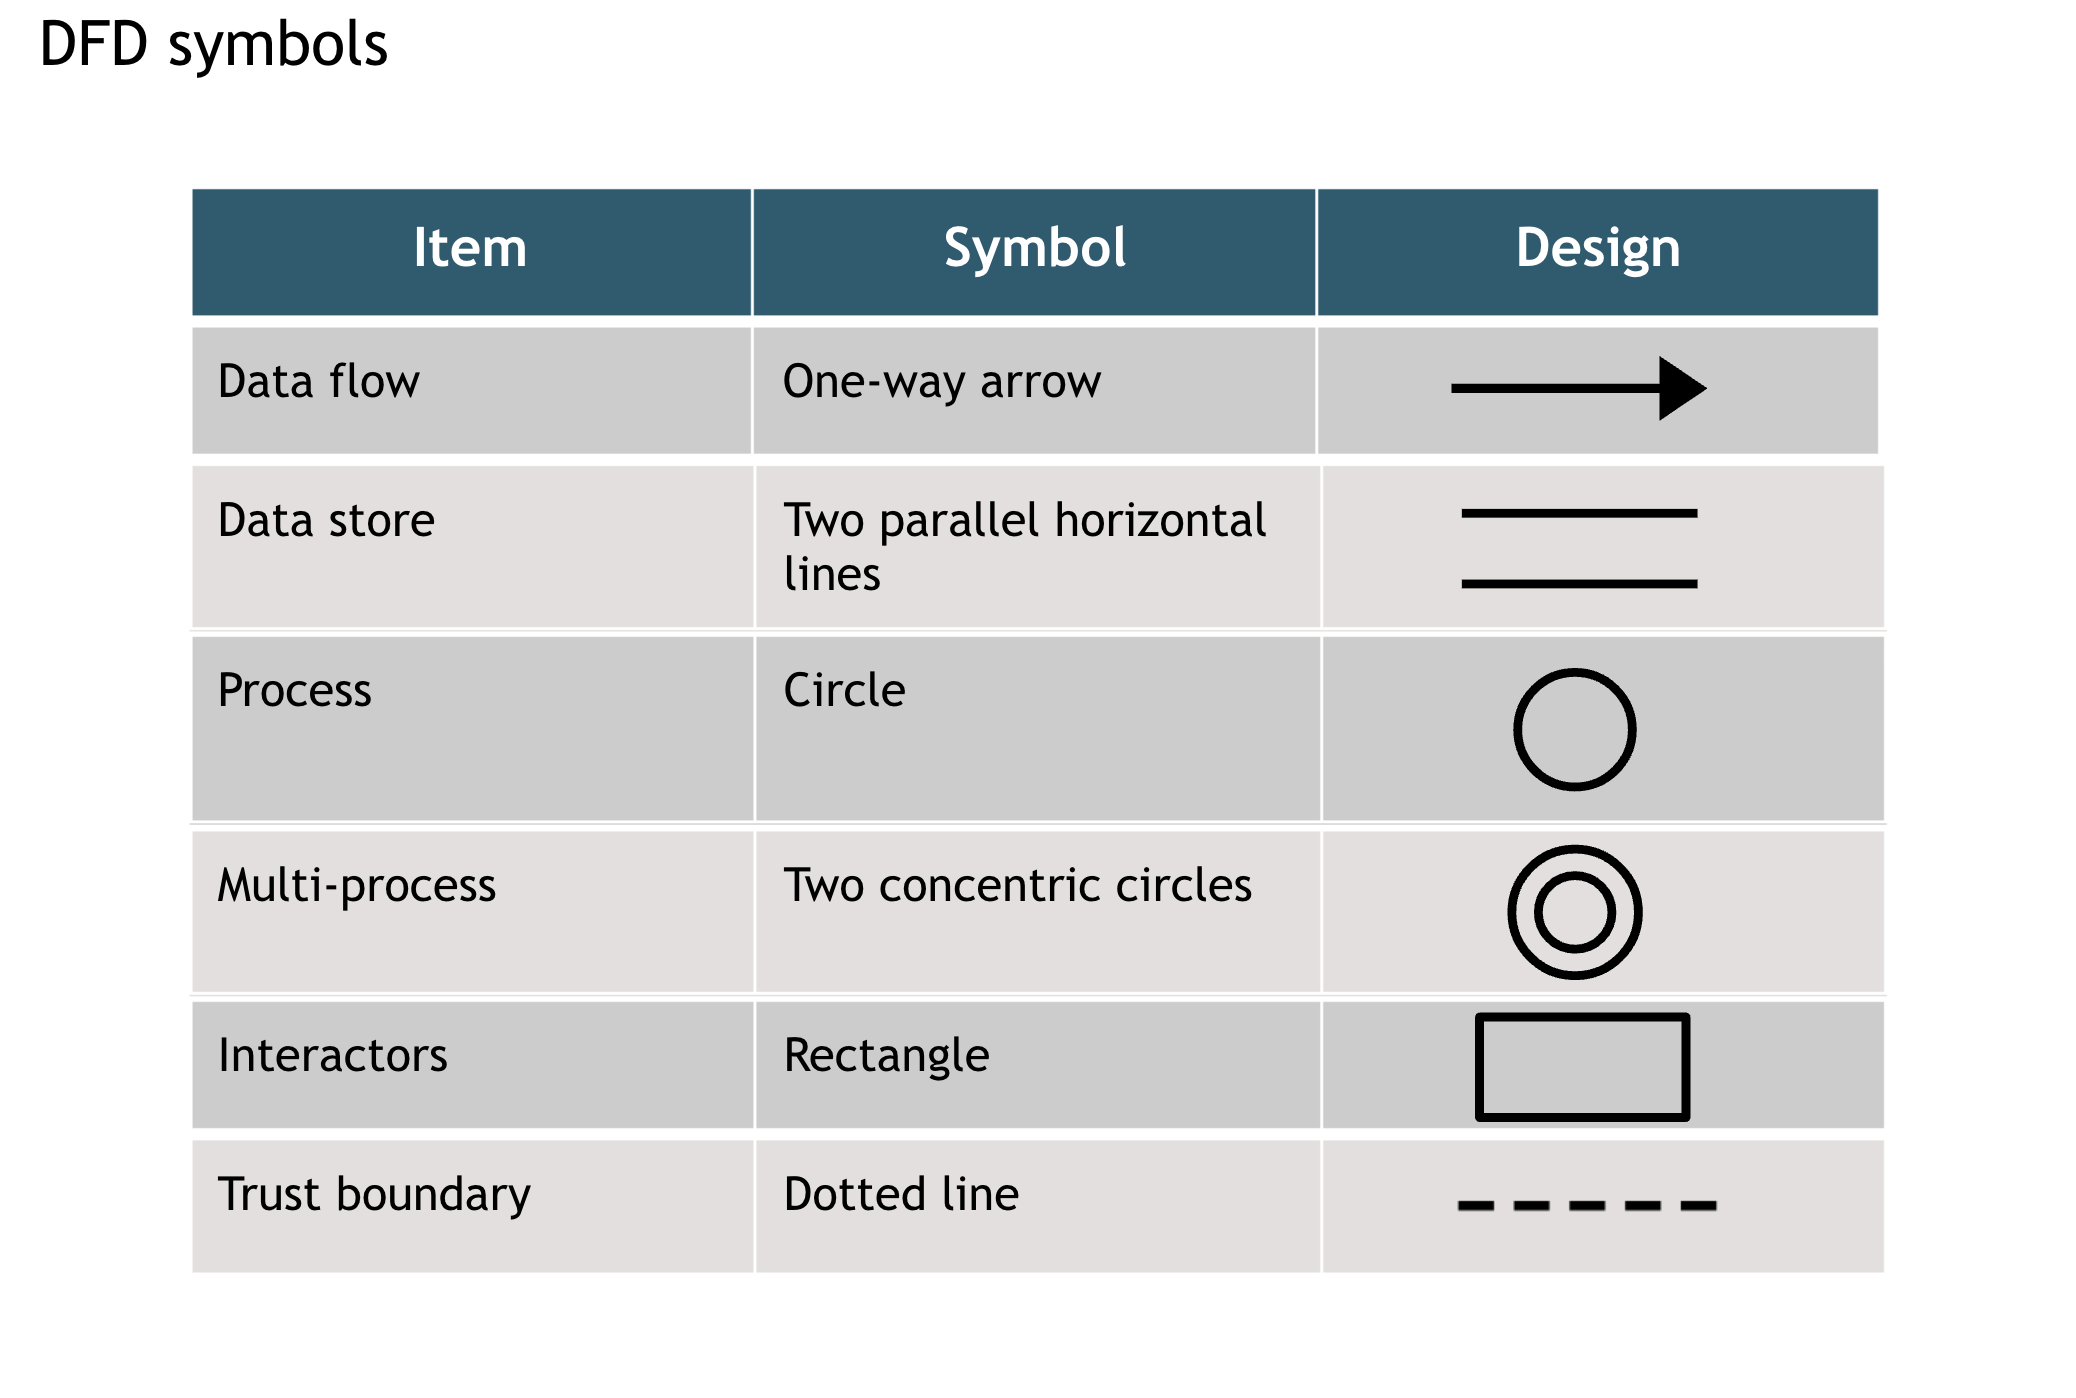 DFD symbols
Item Symbol Design
Data flow One-way arrow
Data store Two parallel horizontal
lines
Process Circle
Multi-process Two concentric circles
Interactors Rectangle
Trust boundary Dotted line